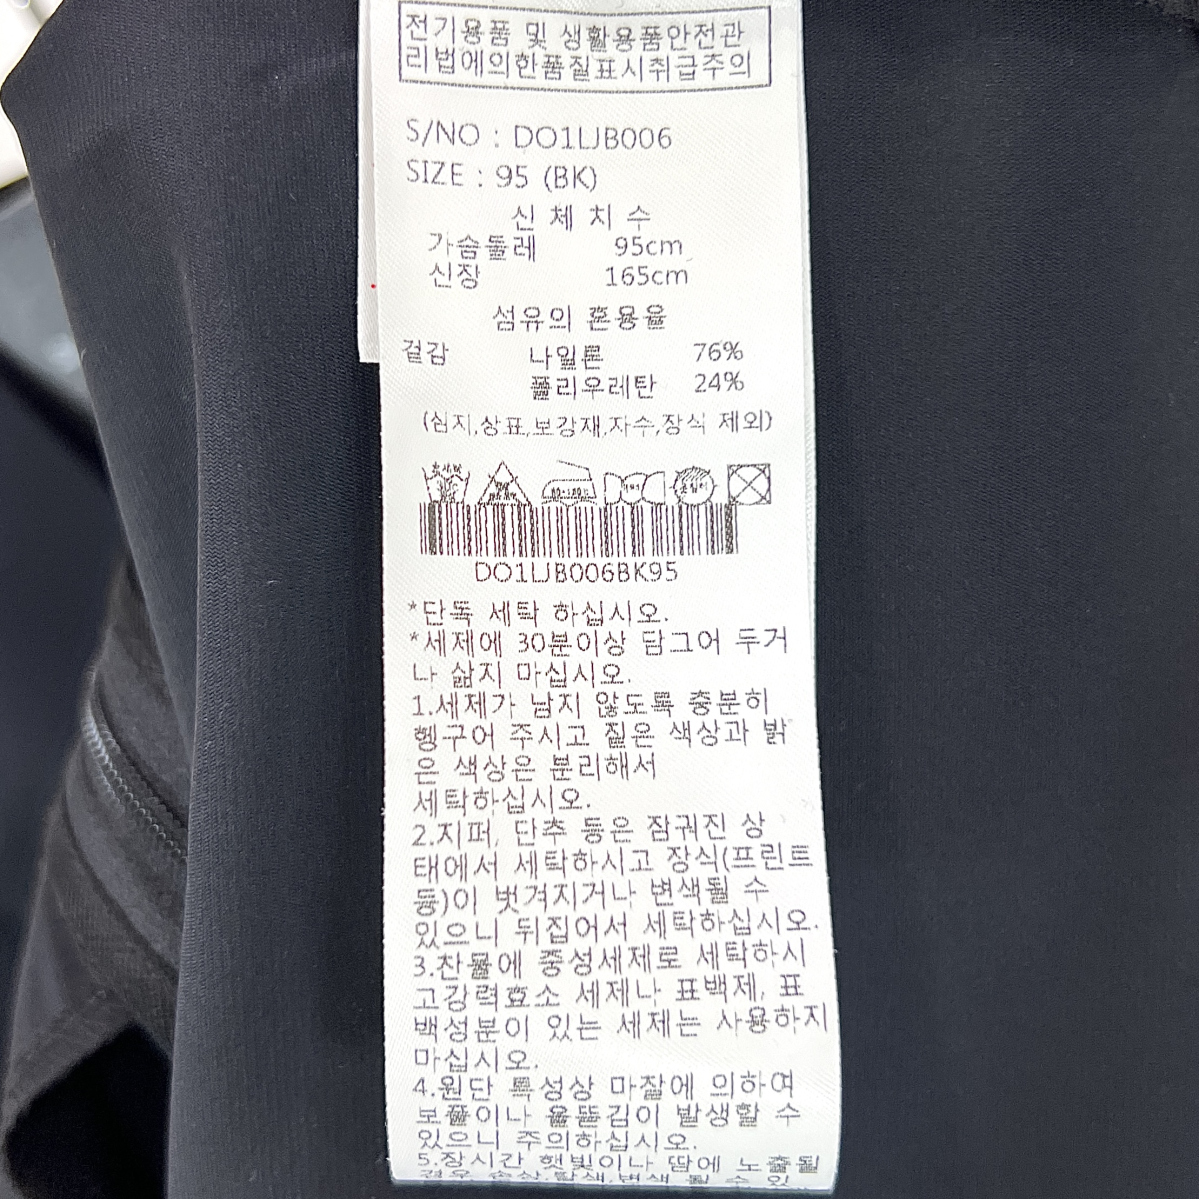 전기용품 및 생활용품안전관
리법에의한품질표시취급주의
S/NO : DO1IJB006
SIZE : 95 (BK)
신 체 치 수
가슴둘레 95cm
신장 165cm
섬유의 혼용율
겉감 나일론 76%
폴리우레탄 24%
(심지,상표,보강재,자수,장식 제외)
DO1IJB006BK95
*단독 세탁 하십시오.
*세제에 30분이상 담그어 두거
나 삶지 마십시오.
1.세제가 남지 않도록 충분히
헹구어 주시고 짙은 색상과 밝
은 색상은 분리해서
세탁하십시오.
2.지퍼, 단추 등은 잠궈진 상
태에서 세탁하시고 장식(프린트
등)이 벗겨지거나 변색될 수
있으니 뒤집어서 세탁하십시오.
3.찬물에 중성세제로 세탁하시
고강력효소 세제나 표백제, 표
백성분이 있는 세제는 사용하지
마십시오.
4.원단 특성상 마찰에 의하여
보풀이나 올뜯김이 발생할 수
있으니 주의하십시오.
5.장시간 햇빛이나 땀에 노출될
경우 손상,탈색,변색 될 수 있